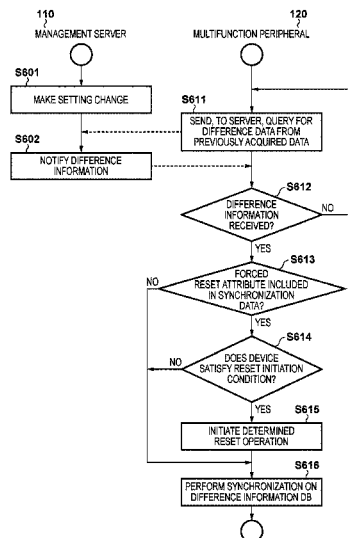 110
MANAGEMENT SERVER
S601
MAKE SETTING CHANGE
S602
NOTIFY DIFFERENCE
INFORMATION
120
MULTIFUNCTION PERIPHERAL
S611
SEND, TO SERVER, QUERY FOR
DIFFERENCE DATA FROM
PREVIOUSLY ACQUIRED DATA
S612
DIFFERENCE
INFORMATION
RECEIVED?
NO
YES
S613
FORCED
RESET ATTRIBUTE INCLUDED
IN SYNCHRONIZATION
DATA?
NO
YES
S614
DOES DEVICE
SATISFY RESET INITIATION
CONDITION?
NO
YES
S615
INITIATE DETERMINED
RESET OPERATION
S616
PERFORM SYNCHRONIZATION ON
DIFFERENCE INFORMATION DB